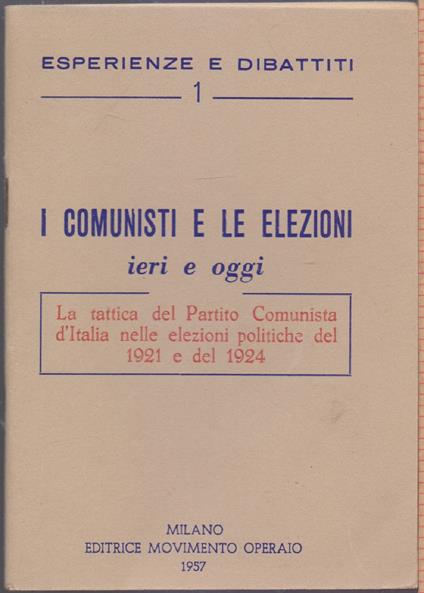 ESPERIENZE E DIBATTITI
1
I COMUNISTI E LE ELEZIONI
ieri e oggi
La tattica del Partito Comunista
d'Italia nelle elezioni politiche del
1921 e del 1924
MILANO
EDITRICE MOVIMENTO OPERAIO
1957